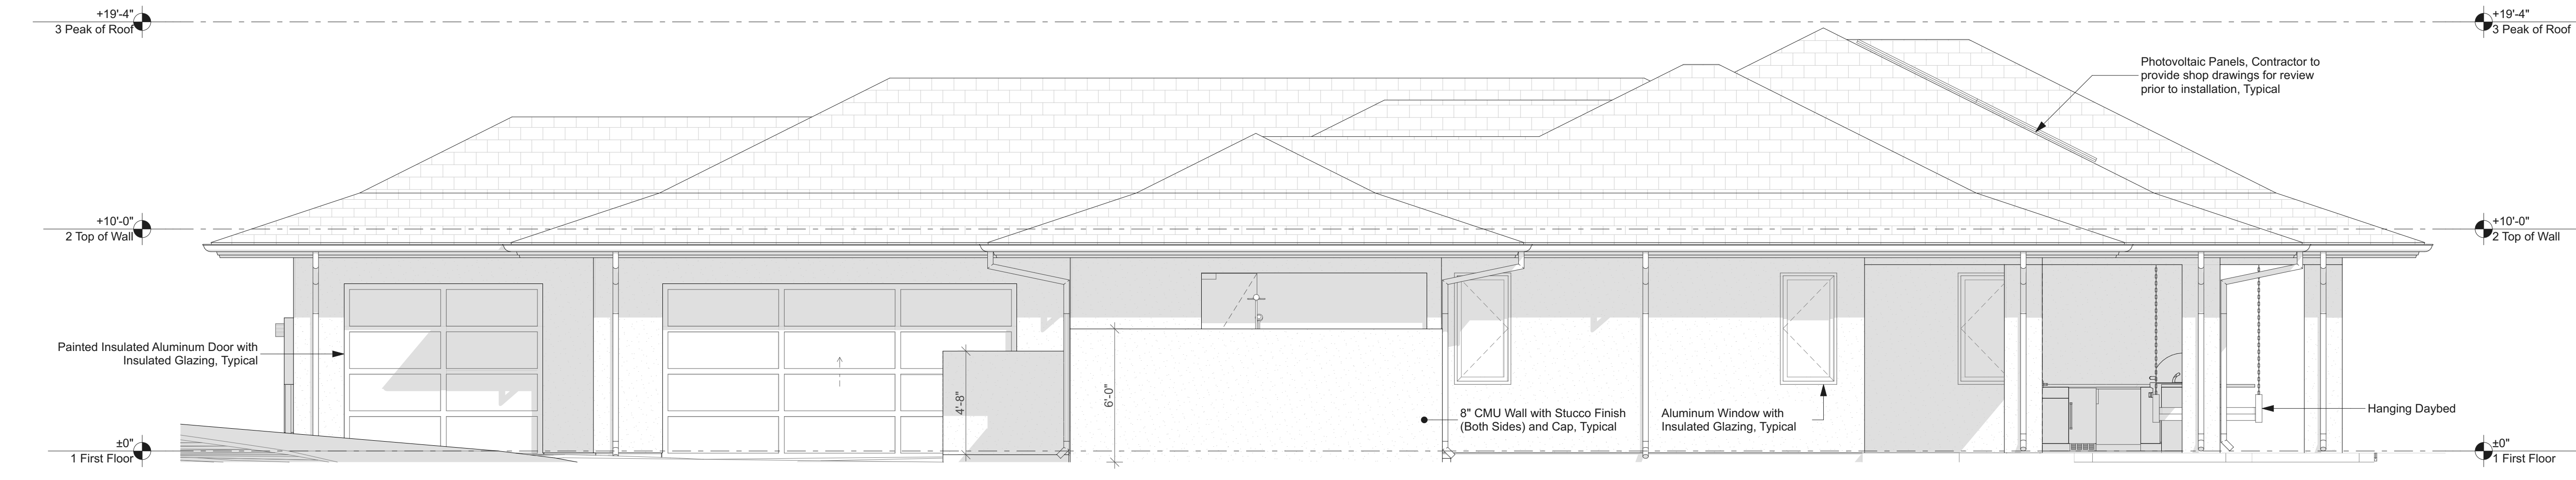 +19'-4"
3 Peak of Roof
+19'-4"
3 Peak of Roof
Photovoltaic Panels, Contractor to
provide shop drawings for review
prior to installation, Typical
+10'-0"
2 Top of Wall
+10'-0"
2 Top of Wall
Painted Insulated Aluminum Door with
Insulated Glazing, Typical
4'-8"
6'-0"
8" CMU Wall with Stucco Finish
(Both Sides) and Cap, Typical
Aluminum Window with
Insulated Glazing, Typical
Hanging Daybed
±0"
1 First Floor
±0"
1 First Floor